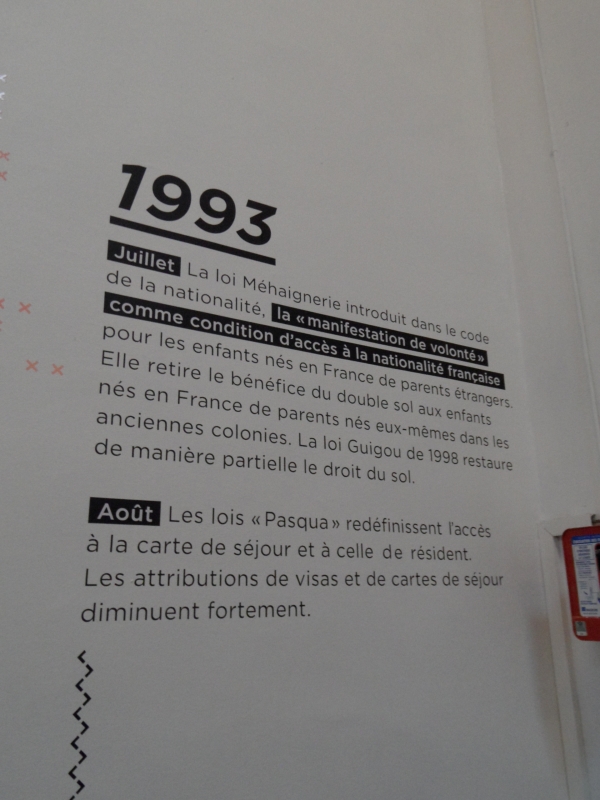 1993
Juillet La loi Méhaignerie introduit dans le code
de la nationalité, la « manifestation de volonté »
comme condition d'accès à la nationalité française
pour les enfants nés en France de parents étrangers.
Elle retire le bénéfice du double sol aux enfants
nés en France de parents nés eux-mêmes dans les
anciennes colonies. La loi Guigou de 1998 restaure
de manière partielle le droit du sol.
Août Les lois « Pasqua » redéfinissent l'accès
à la carte de séjour et à celle de résident.
Les attributions de visas et de cartes de séjour
diminuent fortement.